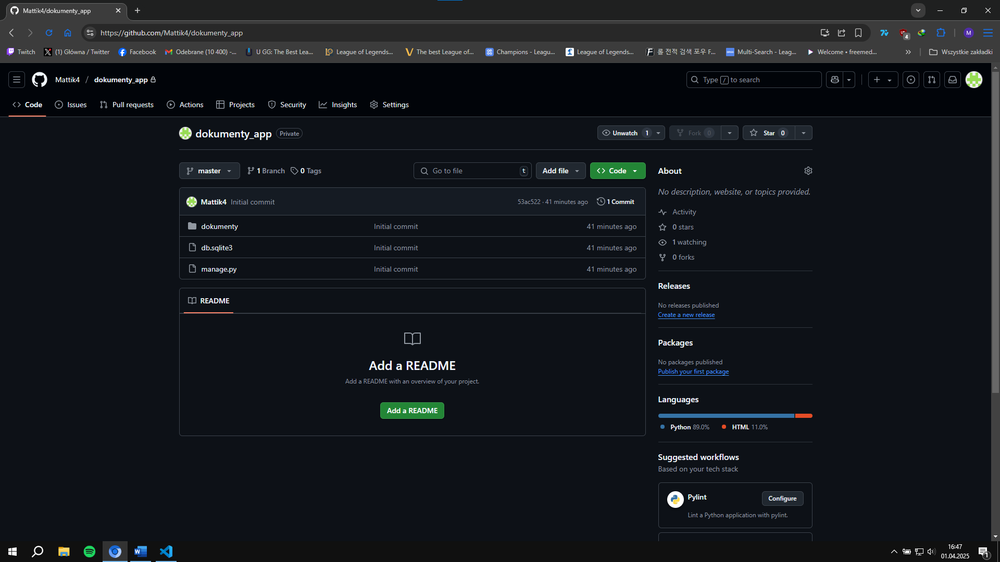 Mattik4/dokumenty_app
https://github.com/Mattik4/dokumenty_app
4
M
Twitch
(1) Główna / Twitter
Facebook
Odebrane (10 400) -...
U GG: The Best Lea...
League of Legends...
The best League of...
Champions - Leagu...
League of Legends...
롤 전적 검색 포우 F...
Multi-Search - Leag...
Welcome • freemed...
Wszystkie zakładki
Mattik4 / dokumenty_app
Type / to search
Code
Issues
Pull requests
Actions
Projects
Security
Insights
Settings
dokumenty_app
Private
Unwatch 1
Fork 0
Star 0
master
1 Branch
0 Tags
Go to file
t
Add file
Code
Mattik4 Initial commit
53ac522 · 41 minutes ago
1 Commit
dokumenty Initial commit 41 minutes ago
db.sqlite3 Initial commit 41 minutes ago
manage.py Initial commit 41 minutes ago
README
Add a README
Add a README with an overview of your project.
Add a README
About
No description, website, or topics provided.
Activity
0 stars
1 watching
0 forks
Releases
No releases published
Create a new release
Packages
No packages published
Publish your first package
Languages
Python 89.0%
HTML 11.0%
Suggested workflows
Based on your tech stack
Pylint
Configure
Lint a Python application with pylint.
16:47
01.04.2025
1